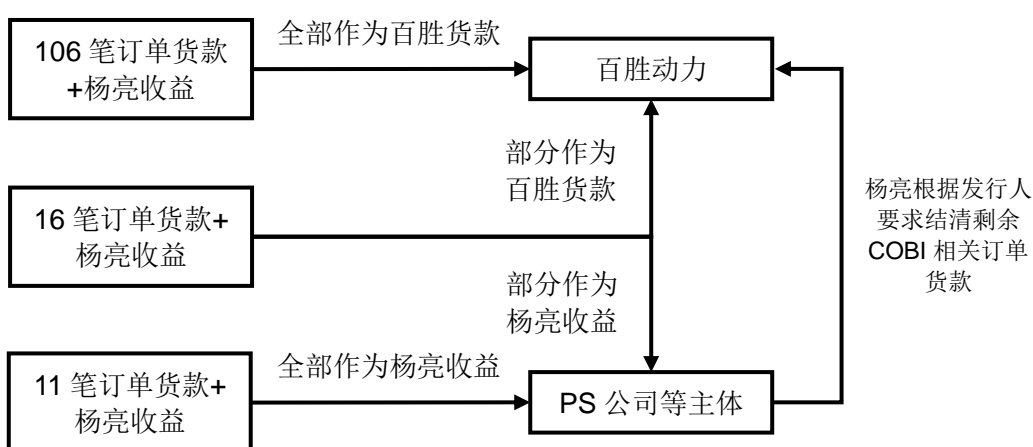 106 笔订单货款
+杨亮收益
全部作为百胜货款
百胜动力
部分作为
百胜货款
16 笔订单货款+
杨亮收益
杨亮根据发行人
要求结清剩余
COBI 相关订单
货款
部分作为
杨亮收益
11 笔订单货款+
杨亮收益
全部作为杨亮收益
PS 公司等主体